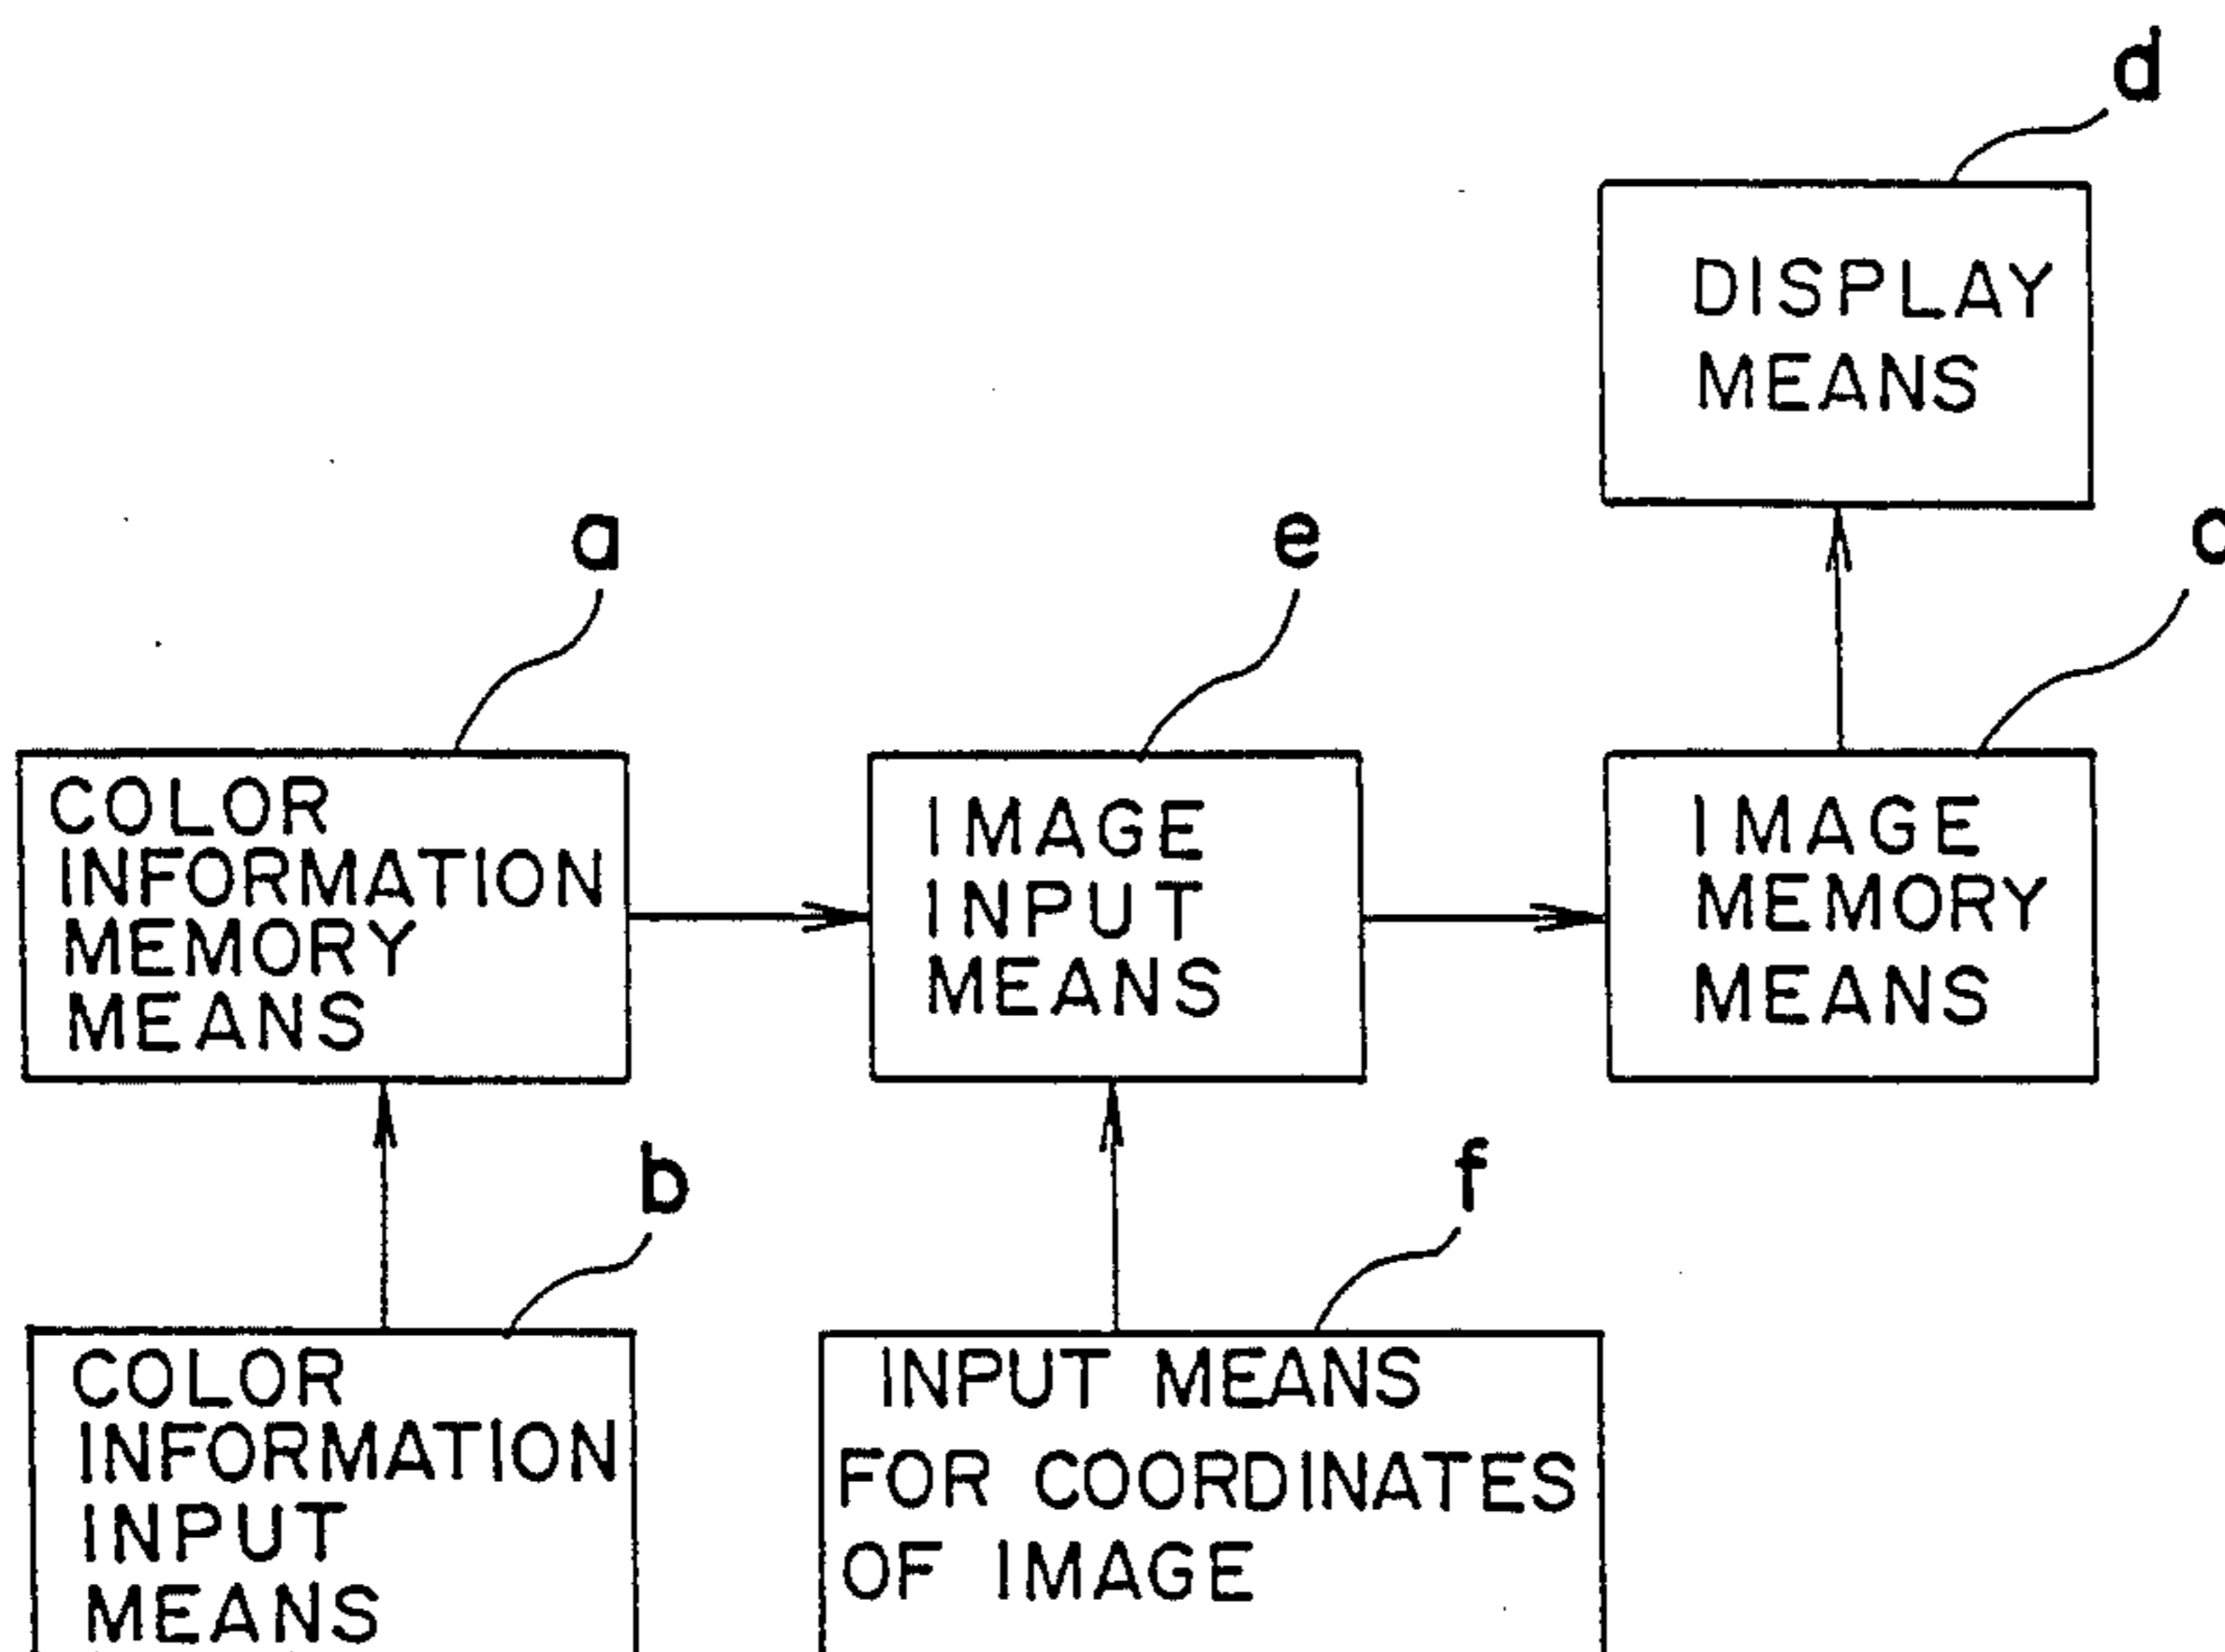 d
DISPLAY
MEANS
a
e
COLOR
INFORMATION
MEMORY
MEANS
IMAGE
INPUT
MEANS
IMAGE
MEMORY
MEANS
b
f
COLOR
INFORMATION
INPUT
MEANS
INPUT MEANS
FOR COORDINATES
OF IMAGE